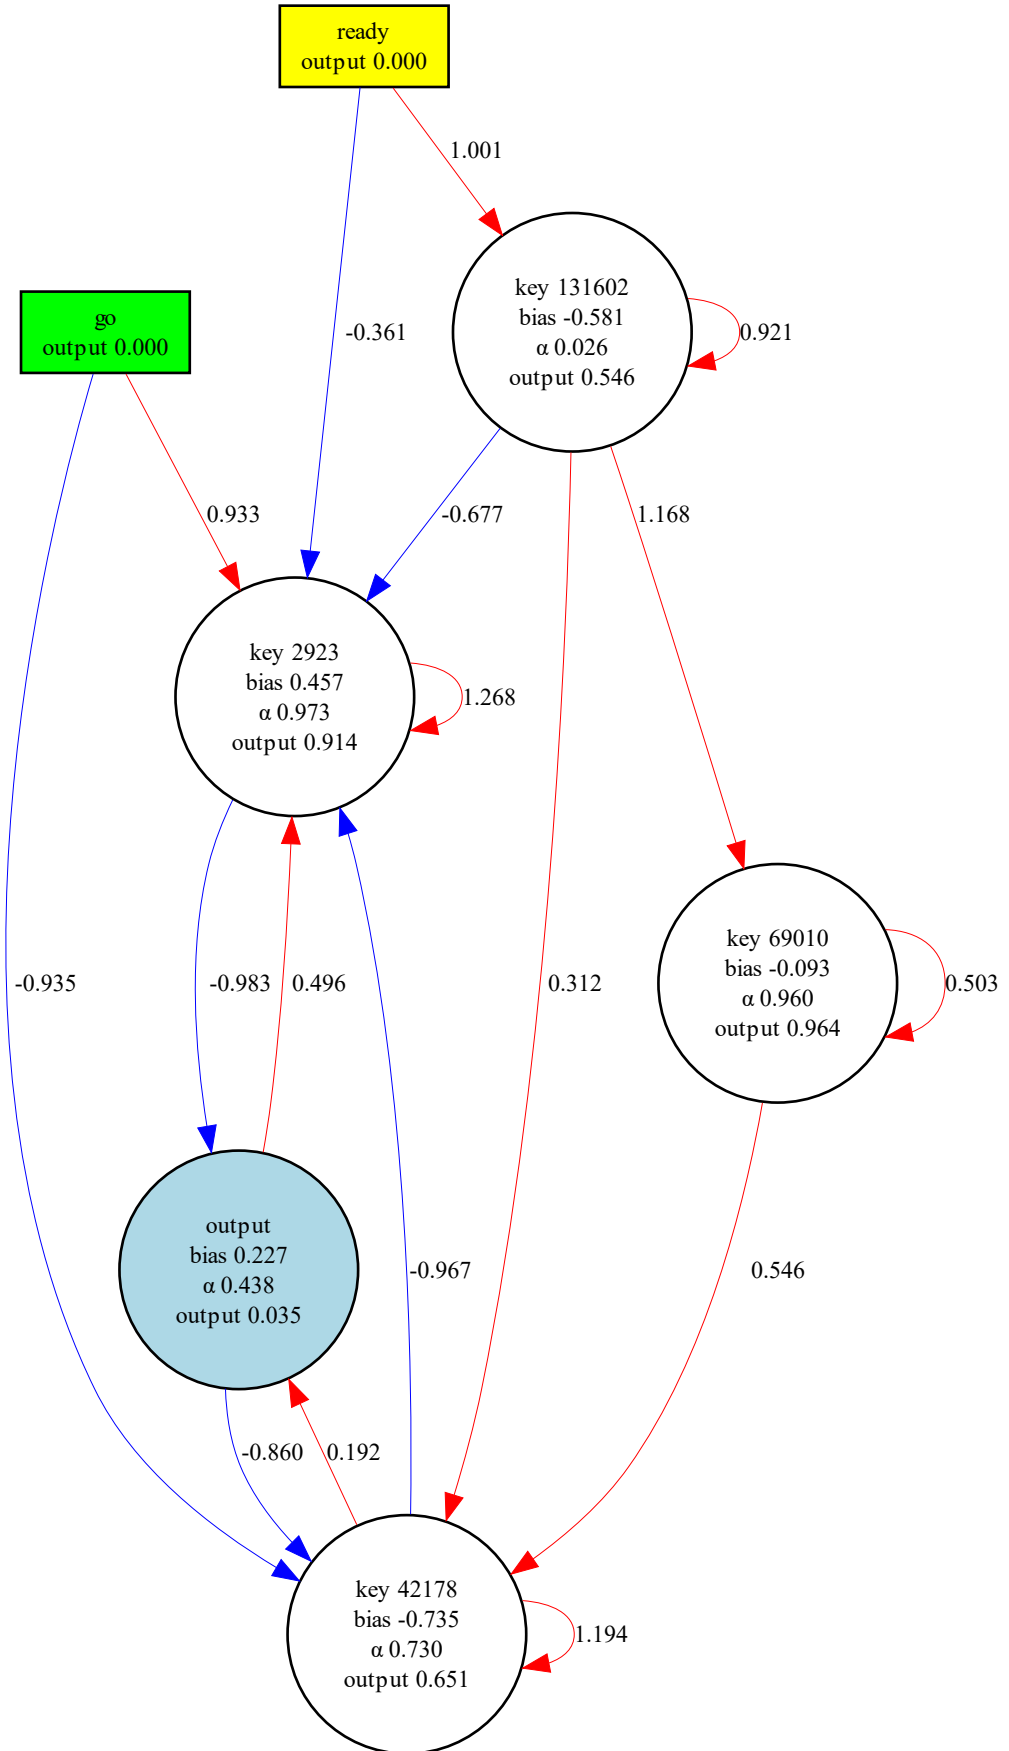 ready
output 0.000
1.001
key 131602
bias -0.581
α 0.026
output 0.546
0.921
go
output 0.000
-0.361
0.933
-0.677
1.168
key 2923
bias 0.457
α 0.973
output 0.914
1.268
key 69010
bias -0.093
α 0.960
output 0.964
0.503
-0.935
-0.983
0.496
0.312
output
bias 0.227
α 0.438
output 0.035
-0.967
0.546
-0.860
0.192
key 42178
bias -0.735
α 0.730
output 0.651
1.194